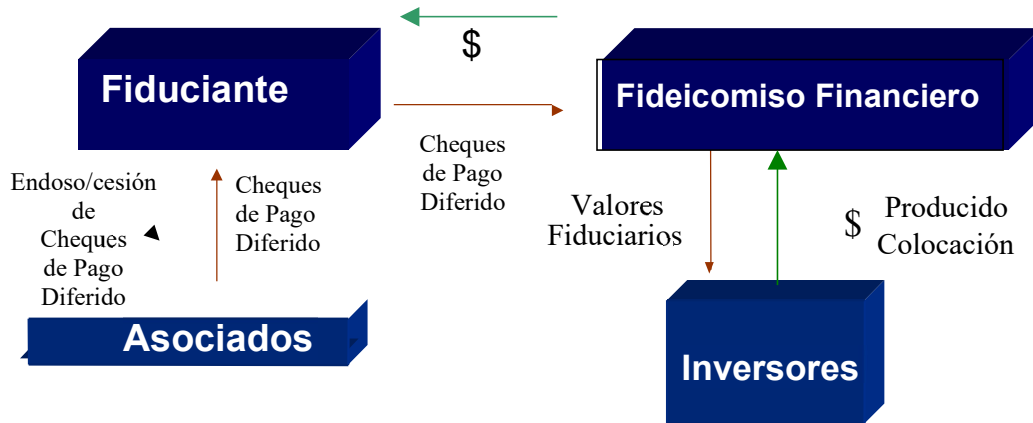 $
Fiduciante
Fideicomiso Financiero
Cheques
de Pago
Diferido
Endoso/cesión
de
Cheques
de Pago
Diferido
Cheques
de Pago
Diferido
Valores
Fiduciarios
$ Producido
Colocación
Asociados
Inversores